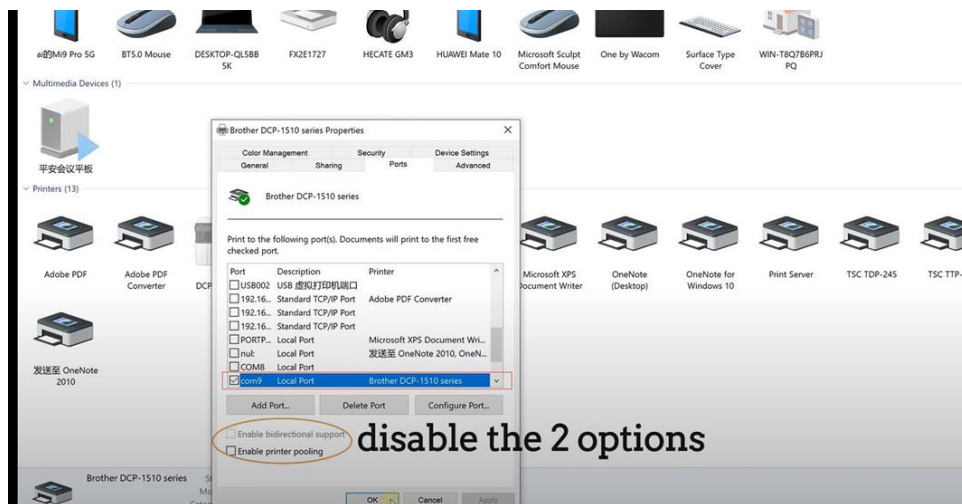 ai的Mi9 Pro 5G
BT5.0 Mouse
DESKTOP-QL5BB
5K
FX2E1727
HECATE GM3
HUAWEI Mate 10
Microsoft Sculpt
Comfort Mouse
One by Wacom
Surface Type
Cover
WIN-T8Q7B6PRJ
PQ
Multimedia Devices (1)
平安会议平板
Printers (13)
Adobe PDF
Adobe PDF
Converter
DCP
Microsoft XPS
Document Writer
OneNote
(Desktop)
OneNote for
Windows 10
Print Server
TSC TDP-245
TSC TTP-
发送至 OneNote
2010
Brother DCP-1510 series Properties
Color Management Security Device Settings
General Sharing Ports Advanced
Brother DCP-1510 series
Print to the following port(s). Documents will print to the first free
checked port.
Port Description Printer
USB002 USB 虚拟打印机端口
192.16... Standard TCP/IP Port Adobe PDF Converter
192.16... Standard TCP/IP Port
192.16... Standard TCP/IP Port
PORTP... Local Port Microsoft XPS Document Wri...
nul: Local Port 发送至 OneNote 2010, OneN...
COM8 Local Port
com9 Local Port Brother DCP-1510 series
Add Port... Delete Port Configure Port...
Enable bidirectional support
Enable printer pooling
disable the 2 options
OK Cancel Apply
Brother DCP-1510 series